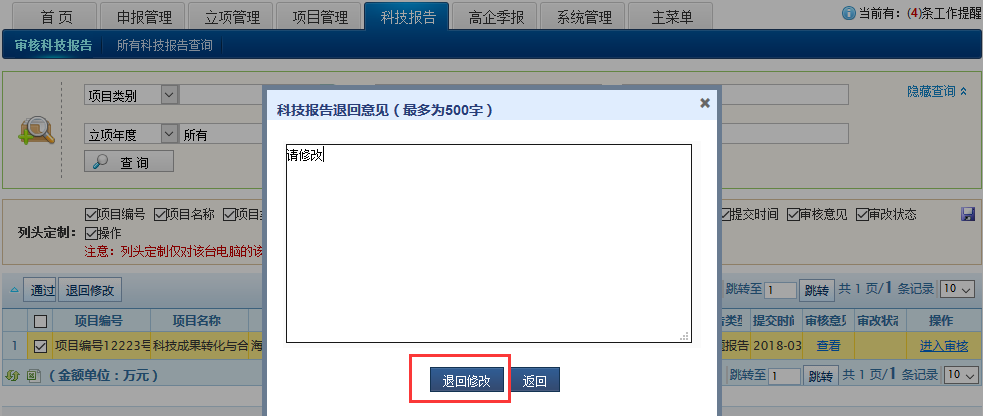 首 页 申报管理 立项管理 项目管理 科技报告 高企季报 系统管理 主菜单 当前有：(4)条工作提醒
审核科技报告 所有科技报告查询
项目类别 隐藏查询
立项年度 所有
查 询
科技报告退回意见（最多为500字）
请修改
退回修改 返回
列头定制：
项目编号 项目名称 项目 提交时间 审核意见 审改状态
操作
注意：列头定制仅对该台电脑的该
通过 退回修改 跳转至 1 跳转 共 1 页/1 条记录 10
项目编号 项目名称 告类型 提交时间 审核意见 审改状态 操作
1 项目编号12223号 科技成果转化与合 海 题报告 2018-03 查看 进入审核
（金额单位：万元） 跳转至 1 跳转 共 1 页/1 条记录 10